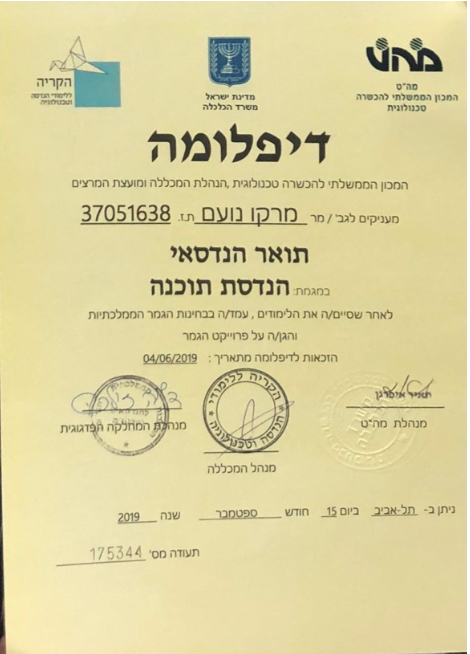 הקריה
ללימודי הנדסה
וטכנולוגיה
מדינת ישראל
משרד הכלכלה
מה"ט
מה"ט
המכון הממשלתי להכשרה
טכנולוגית
דיפלומה
המכון הממשלתי להכשרה טכנולוגית, הנהלת המכללה ומועצת המרצים
מעניקים לגב' / מר מרקו נועם ת.ז. 37051638
תואר הנדסאי
במגמת: הנדסת תוכנה
לאחר שסיים/ה את הלימודים, עמד/ה בבחינות הגמר הממלכתיות
והגן/ה על פרוייקט הגמר
הזכאות לדיפלומה מתאריך: 04/06/2019
הקריה ללימודי
הנדסה וטכנולוגיה
מנהלת מה"ט
מנהל המכללה
מנהלת המחלקה הפדגוגית
ניתן ב- תל-אביב ביום 15 חודש ספטמבר שנה 2019
תעודה מס' 175344